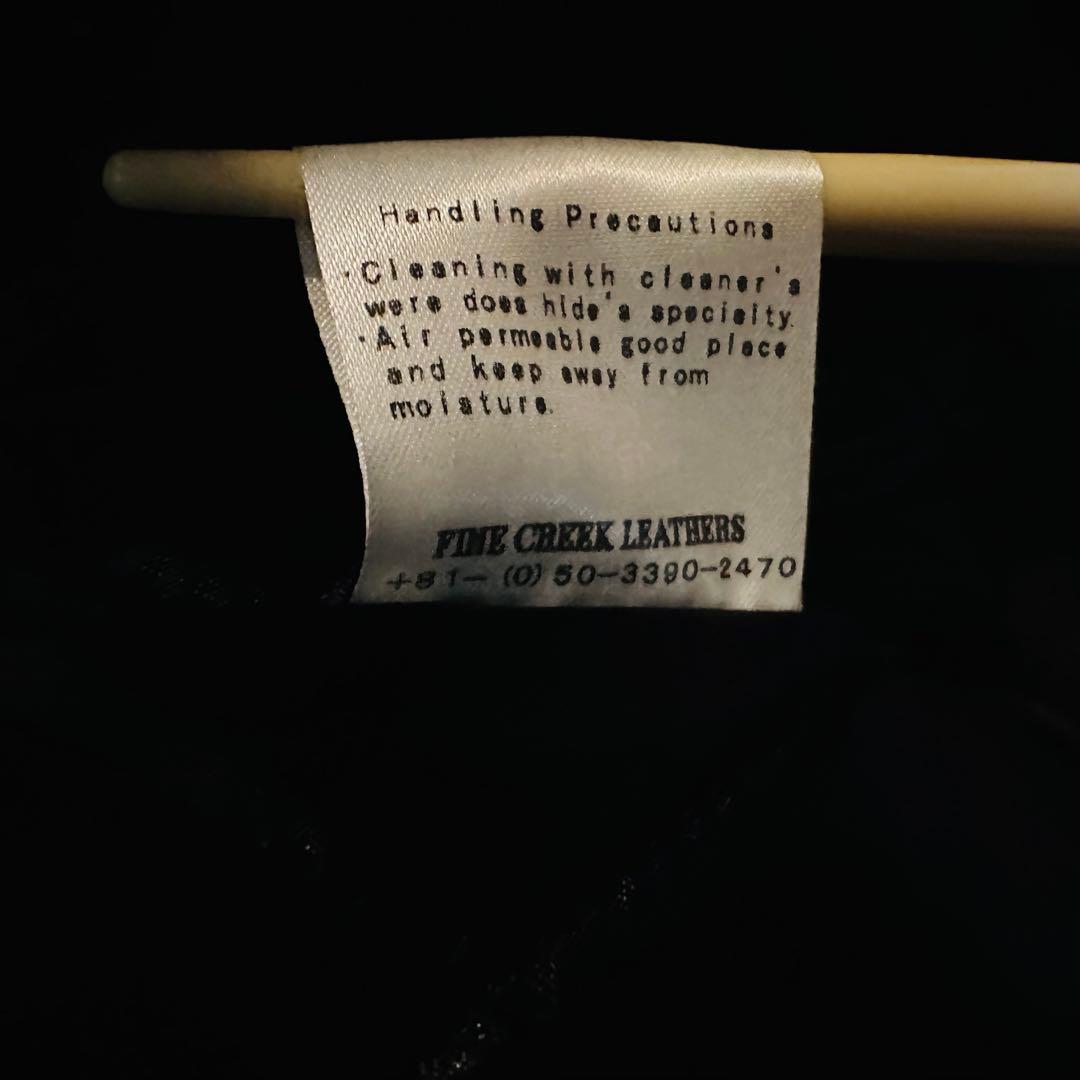 Handling Precautions
·Cleaning with cleaner's
were does hide's specialty.
·Air permeable good place
and keep away from
moisture.
FINE CREEK LEATHERS
+81-(0)50-3390-2470